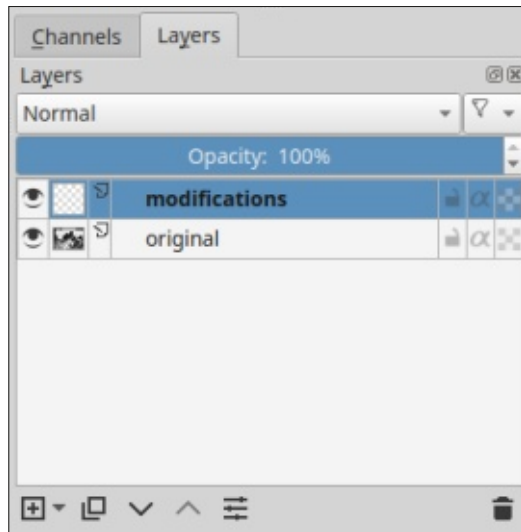 Channels Layers
Layers
Normal
Opacity: 100%
modifications
α
original
α